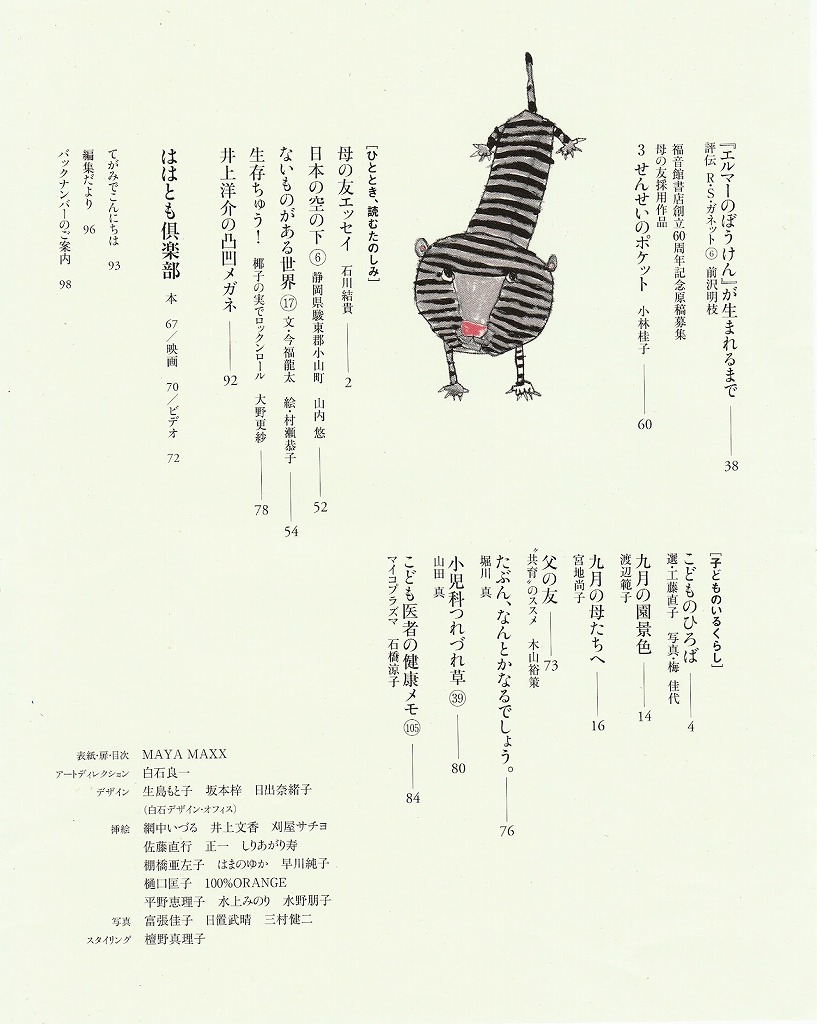 『エルマーのぼうけん』が生まれるまで 38
評伝 R・S・ガネット⑥ 前沢明枝
福音館書店創立60周年記念原稿募集
母の友採用作品
3 せんせいのポケット 小林桂子 60
[ひととき、読むたのしみ]
母の友エッセイ 石川結貴 2
日本の空の下⑥ 静岡県駿東郡小山町 山内 悠 52
ないものがある世界⑰ 文・今福龍太 絵・村瀬恭子 54
生存ちゅう! 椰子の実でロックンロール 大野更紗 78
井上洋介の凸凹メガネ 92
ははとも倶楽部 本 67/映画 70/ビデオ 72
てがみでこんにちは 93
編集だより 96
バックナンバーのご案内 98
[子どものいるくらし]
こどものひろば 4
選・工藤直子 写真・梅 佳代
九月の園景色 14
渡辺範子
九月の母たちへ 16
宮地尚子
父の友 73
“共育”のススメ 木山裕策
たぶん、なんとかなるでしょう。 76
堀川 真
小児科つれづれ草㊴ 80
山田 真
こども医者の健康メモ(105) 84
マイコプラズマ 石橋涼子
表紙・扉・目次 MAYA MAXX
アートディレクション 白石良一
デザイン 生島もと子 坂本梓 日出奈緒子
(白石デザイン・オフィス)
挿絵 網中いづる 井上文香 刈屋サチヨ
佐藤直行 正一 しりあがり寿
棚橋亜左子 はまのゆか 早川純子
樋口匡子 100%ORANGE
平野恵理子 水上みのり 水野朋子
写真 富張佳子 日置武晴 三村健二
スタイリング 檀野真理子